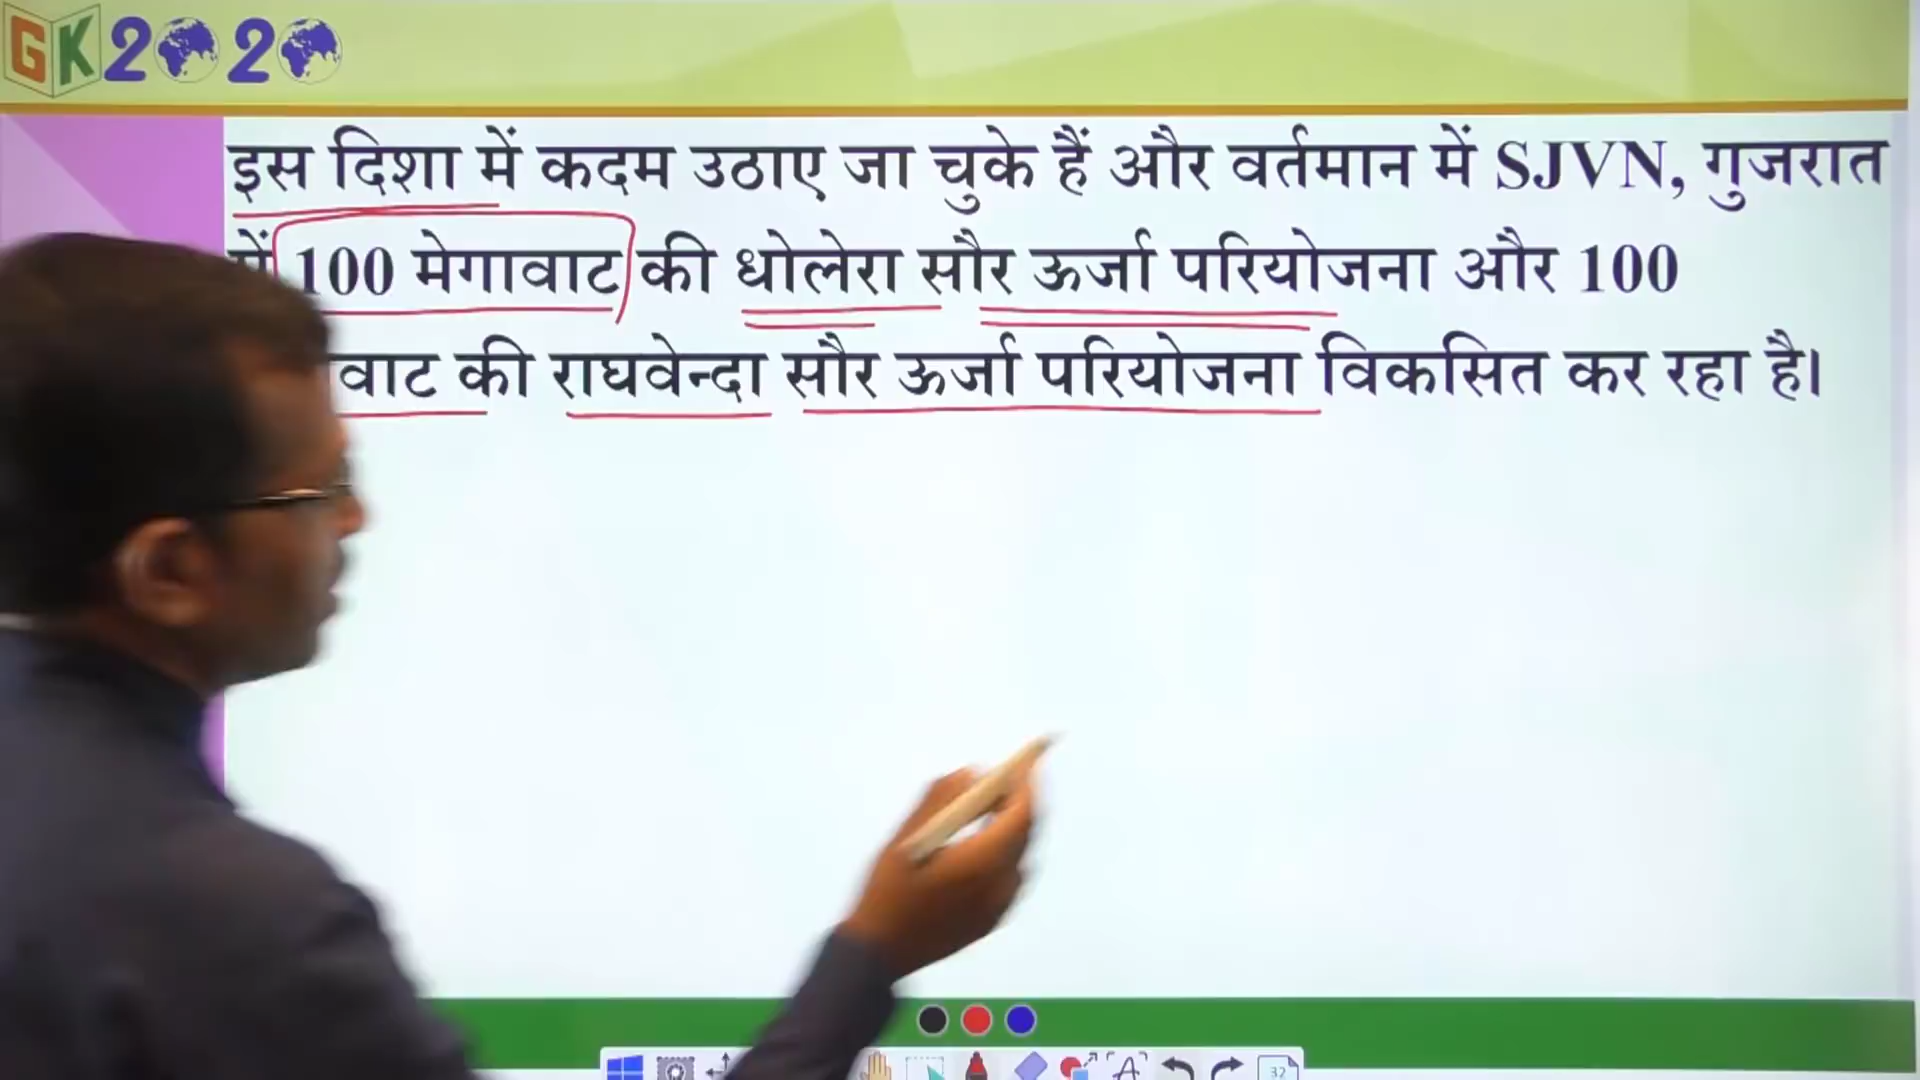 GK2020
इस दिशा में कदम उठाए जा चुके हैं और वर्तमान में SJVN, गुजरात
में 100 मेगावाट की धोलेरा सौर ऊर्जा परियोजना और 100
वाट की राघवेन्दा सौर ऊर्जा परियोजना विकसित कर रहा है।
32